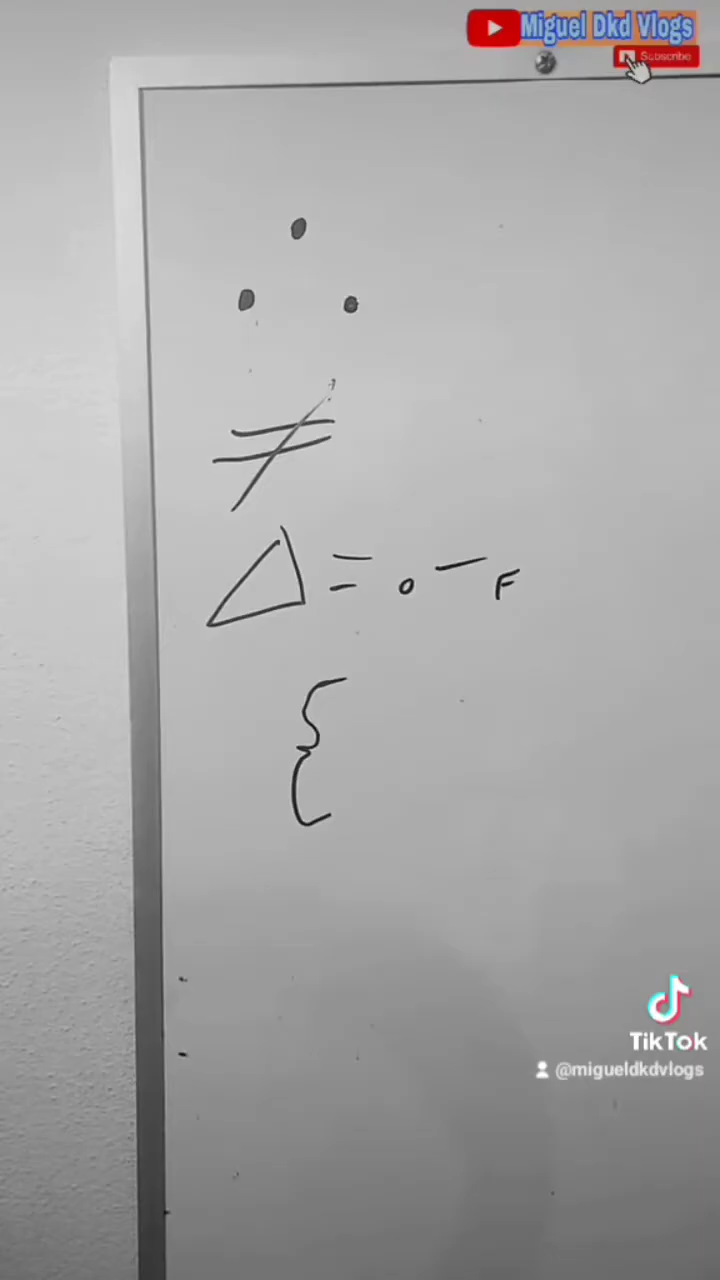 Miguel Dkd Vlogs
Subscribe
∴
≠
Δ = o − F
{
TikTok
@migueldkdvlogs